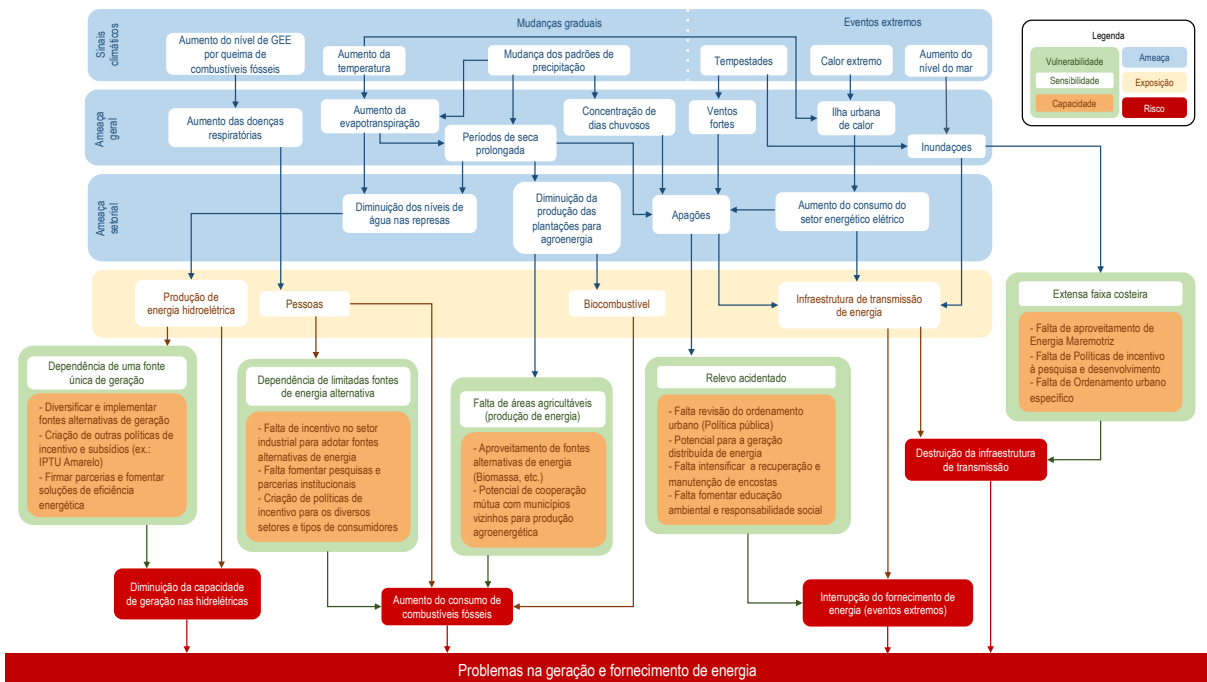 Mudanças graduais
Eventos extremos
Sinais
climáticos
Aumento do nível de GEE
por queima de
combustíveis fósseis
Aumento da
temperatura
Mudança dos padrões de
precipitação
Tempestades
Calor extremo
Aumento do
nível do mar
Legenda
Vulnerabilidade
Sensibilidade
Capacidade
Ameaça
Exposição
Risco
Ameaça
geral
Aumento das doenças
respiratórias
Aumento da
evapotranspiração
Períodos de seca
prolongada
Concentração de
dias chuvosos
Ventos
fortes
Ilha urbana
de calor
Inundaçoes
Ameaça
setorial
Diminuição dos níveis de
água nas represas
Diminuição da
produção das
plantações para
agroenergia
Apagões
Aumento do consumo do
setor energético elétrico
Produção de
energia hidroelétrica
Pessoas
Biocombustível
Infraestrutura de transmissão
de energia
Extensa faixa costeira
- Falta de aproveitamento de
Energia Maremotriz
- Falta de Políticas de incentivo
à pesquisa e desenvolvimento
- Falta de Ordenamento urbano
específico
Dependência de uma fonte
única de geração
- Diversificar e implementar
fontes alternativas de geração
- Criação de outras políticas de
incentivo e subsídios (ex.:
IPTU Amarelo)
- Firmar parcerias e fomentar
soluções de eficiência
energética
Dependência de limitadas fontes
de energia alternativa
- Falta de incentivo no setor
industrial para adotar fontes
alternativas de energia
- Falta fomentar pesquisas e
parcerias institucionais
- Criação de políticas de
incentivo para os diversos
setores e tipos de consumidores
Falta de áreas agricultáveis
(produção de energia)
- Aproveitamento de fontes
alternativas de energia
(Biomassa, etc.)
- Potencial de cooperação
mútua com municípios
vizinhos para produção
agroenergética
Relevo acidentado
- Falta revisão do ordenamento
urbano (Política pública)
- Potencial para a geração
distribuída de energia
- Falta intensificar a recuperação e
manutenção de encostas
- Falta fomentar educação
ambiental e responsabilidade social
Destruição da infraestrutura
de transmissão
Diminuição da capacidade
de geração nas hidrelétricas
Aumento do consumo de
combustíveis fósseis
Interrupção do fornecimento de
energia (eventos extremos)
Problemas na geração e fornecimento de energia